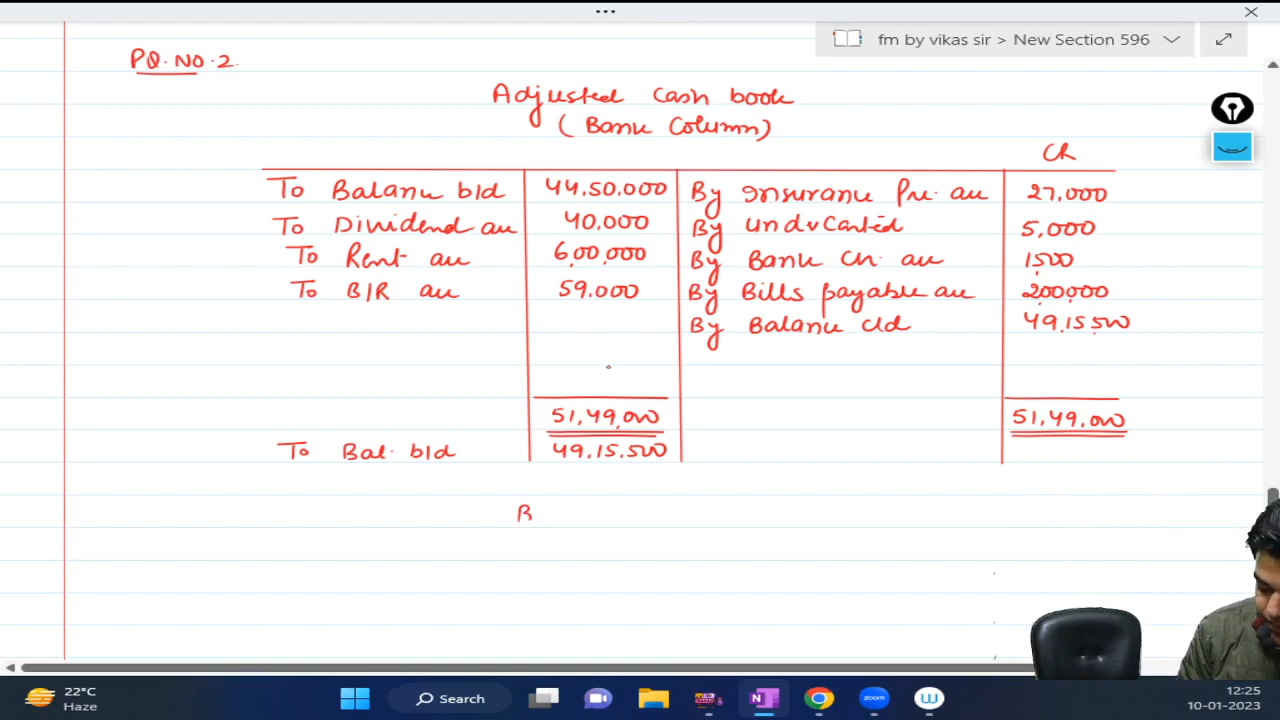 fm by vikas sir > New Section 596
PQ. NO. 2.
Adjusted Cash book
(Bank Column)
CR
To Balance b/d 44,50,000 By Insurance Pre. a/c 27,000
To Dividend a/c 40,000 By 5,000
To Rent a/c 6,00,000 By Bank Ch. a/c 1500
To B/R a/c 59,000 By Bills payable a/c 200,000
By Balance c/d 49,15,500
51,49,000 51,49,000
To Bal. b/d 49,15,500
B
22°C
Haze
Search
zoom
12:25
10-01-2023